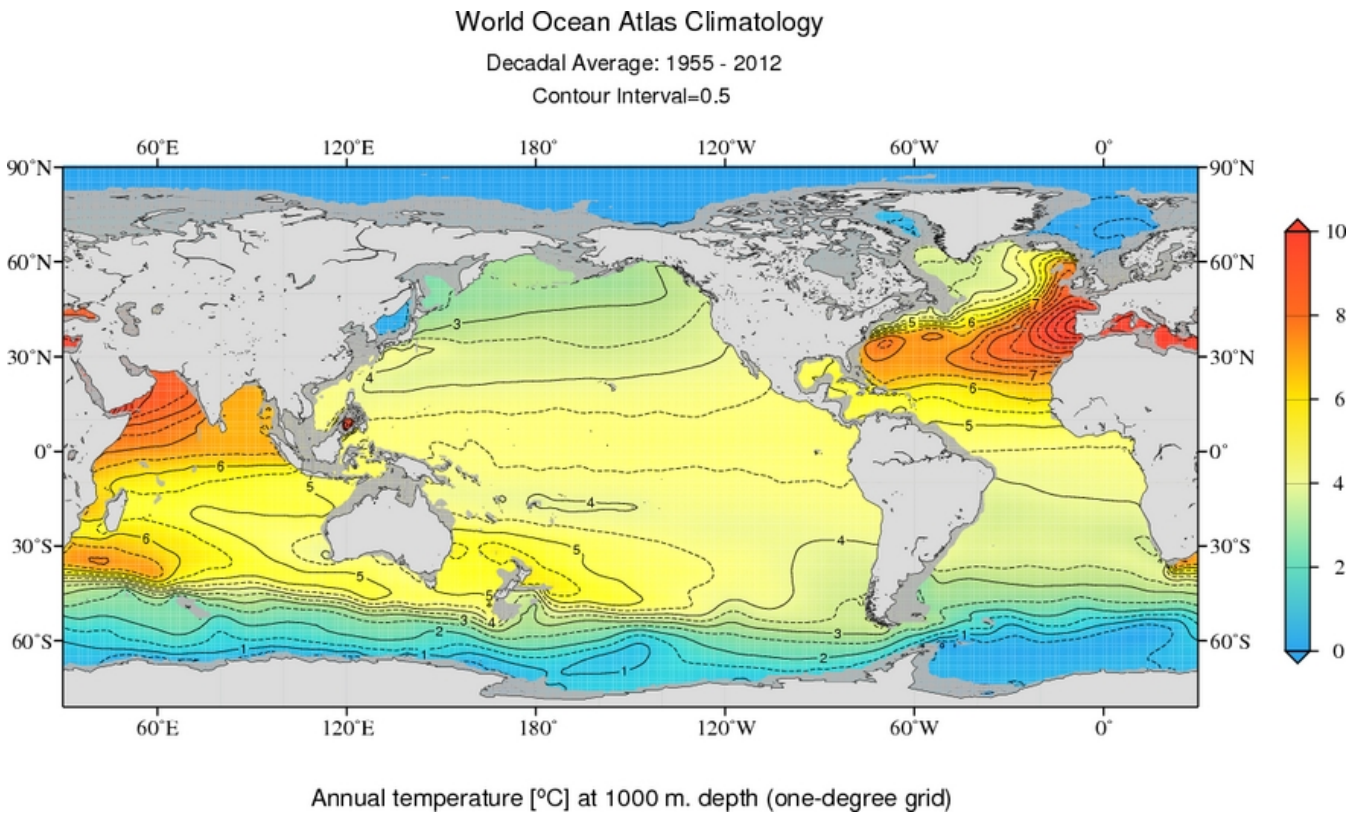 World Ocean Atlas Climatology
Decadal Average: 1955 - 2012
Contour Interval=0.5
60°E 120°E 180° 120°W 60°W 0°
90°N 90°N
60°N 60°N
30°N 30°N
0° 0°
30°S 30°S
60°S 60°S
60°E 120°E 180° 120°W 60°W 0°
10
8
6
4
2
0
3
4
5
6
7
6
5
6
5
4
6
5
5
4
5
3
4
2
3
1
1
1
2
1
Annual temperature [ºC] at 1000 m. depth (one-degree grid)